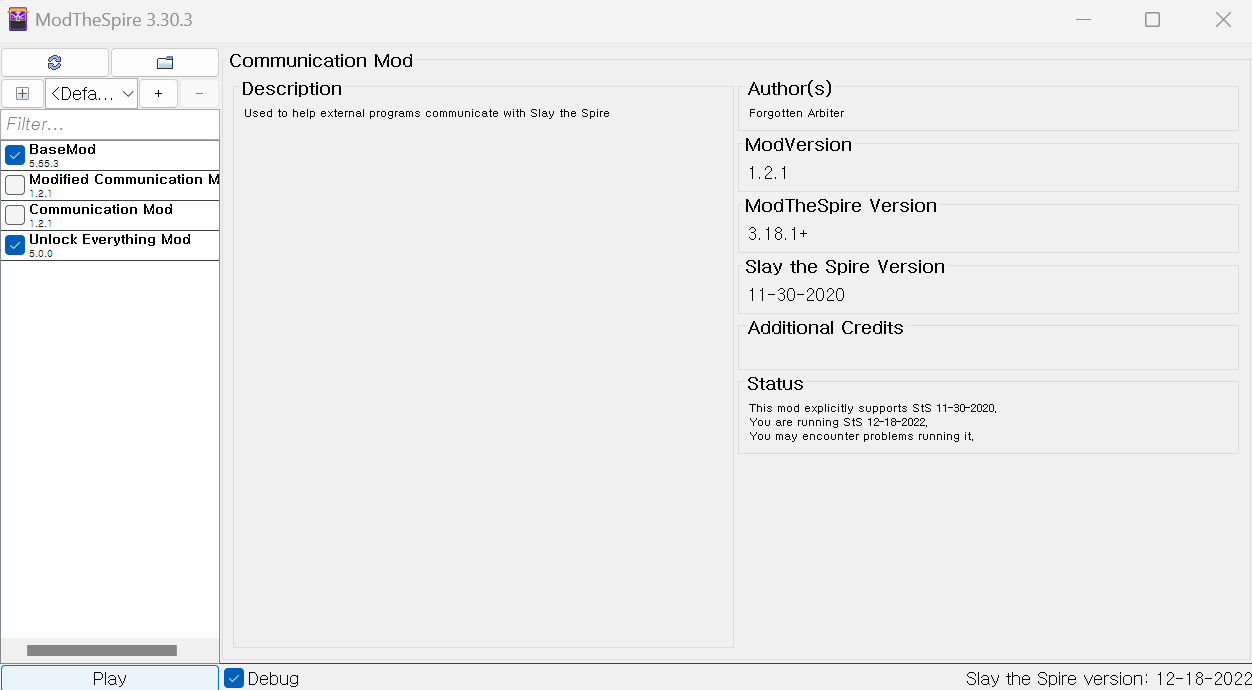 ModTheSpire 3.30.3
<Defa...
+
-
Filter...
BaseMod
5.55.3
Modified Communication M
1.2.1
Communication Mod
1.2.1
Unlock Everything Mod
5.0.0
Play
Communication Mod
Description
Used to help external programs communicate with Slay the Spire
Author(s)
Forgotten Arbiter
ModVersion
1.2.1
ModTheSpire Version
3.18.1+
Slay the Spire Version
11-30-2020
Additional Credits
Status
This mod explicitly supports StS 11-30-2020.
You are running StS 12-18-2022.
You may encounter problems running it.
Debug
Slay the Spire version: 12-18-2022